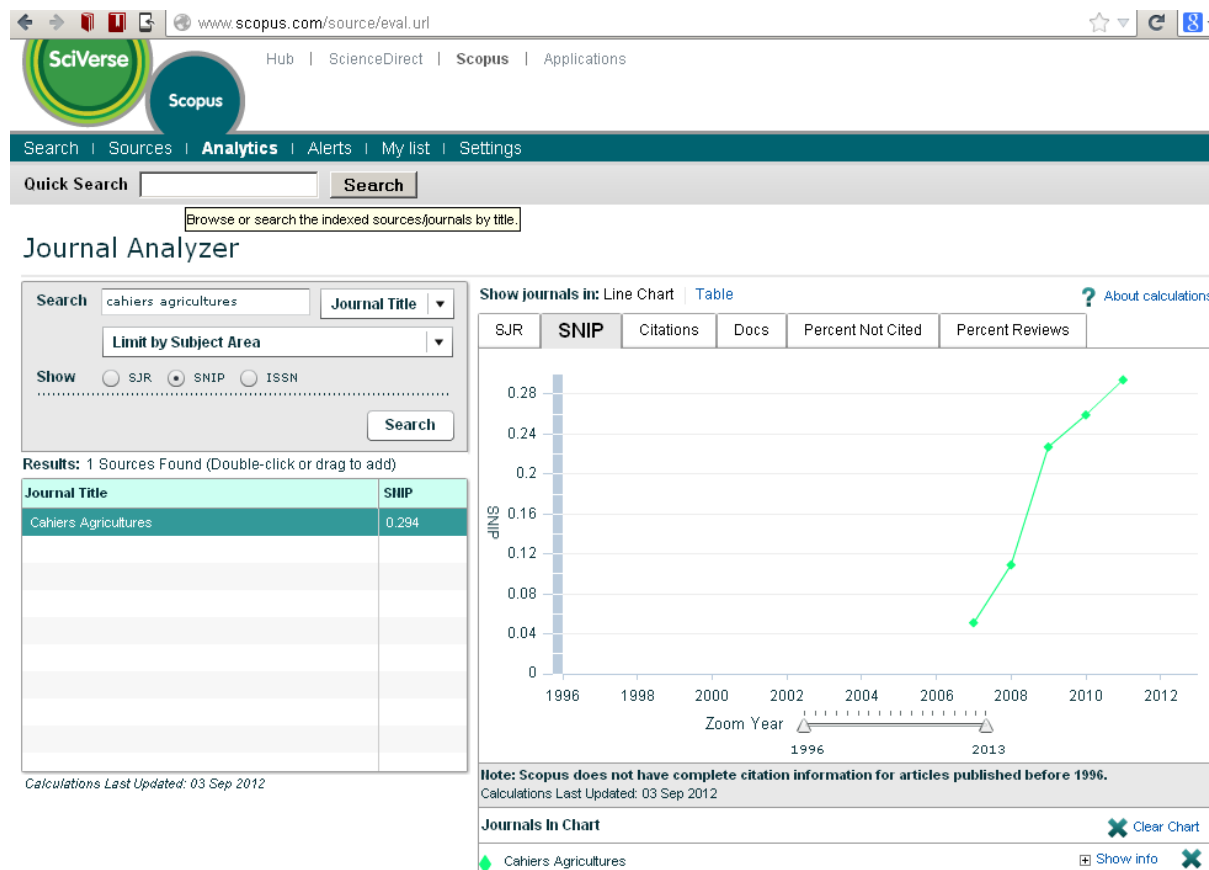 www.scopus.com/source/eval.url
8
SciVerse
Scopus
Hub | ScienceDirect | Scopus | Applications
Search | Sources | Analytics | Alerts | My list | Settings
Quick Search Search
Browse or search the indexed sources/journals by title.
Journal Analyzer
Search cahiers agricultures Journal Title
Limit by Subject Area
Show SJR SNIP ISSN
Search
Results: 1 Sources Found (Double-click or drag to add)
Journal Title SNIP
Cahiers Agricultures 0.294
Calculations Last Updated: 03 Sep 2012
Show journals in: Line Chart | Table
? About calculations
SJR SNIP Citations Docs Percent Not Cited Percent Reviews
0.28
0.24
0.2
0.16
0.12
0.08
0.04
0
SNIP
1996 1998 2000 2002 2004 2006 2008 2010 2012
Zoom Year
1996 2013
Note: Scopus does not have complete citation information for articles published before 1996.
Calculations Last Updated: 03 Sep 2012
Journals In Chart Clear Chart
Cahiers Agricultures Show info